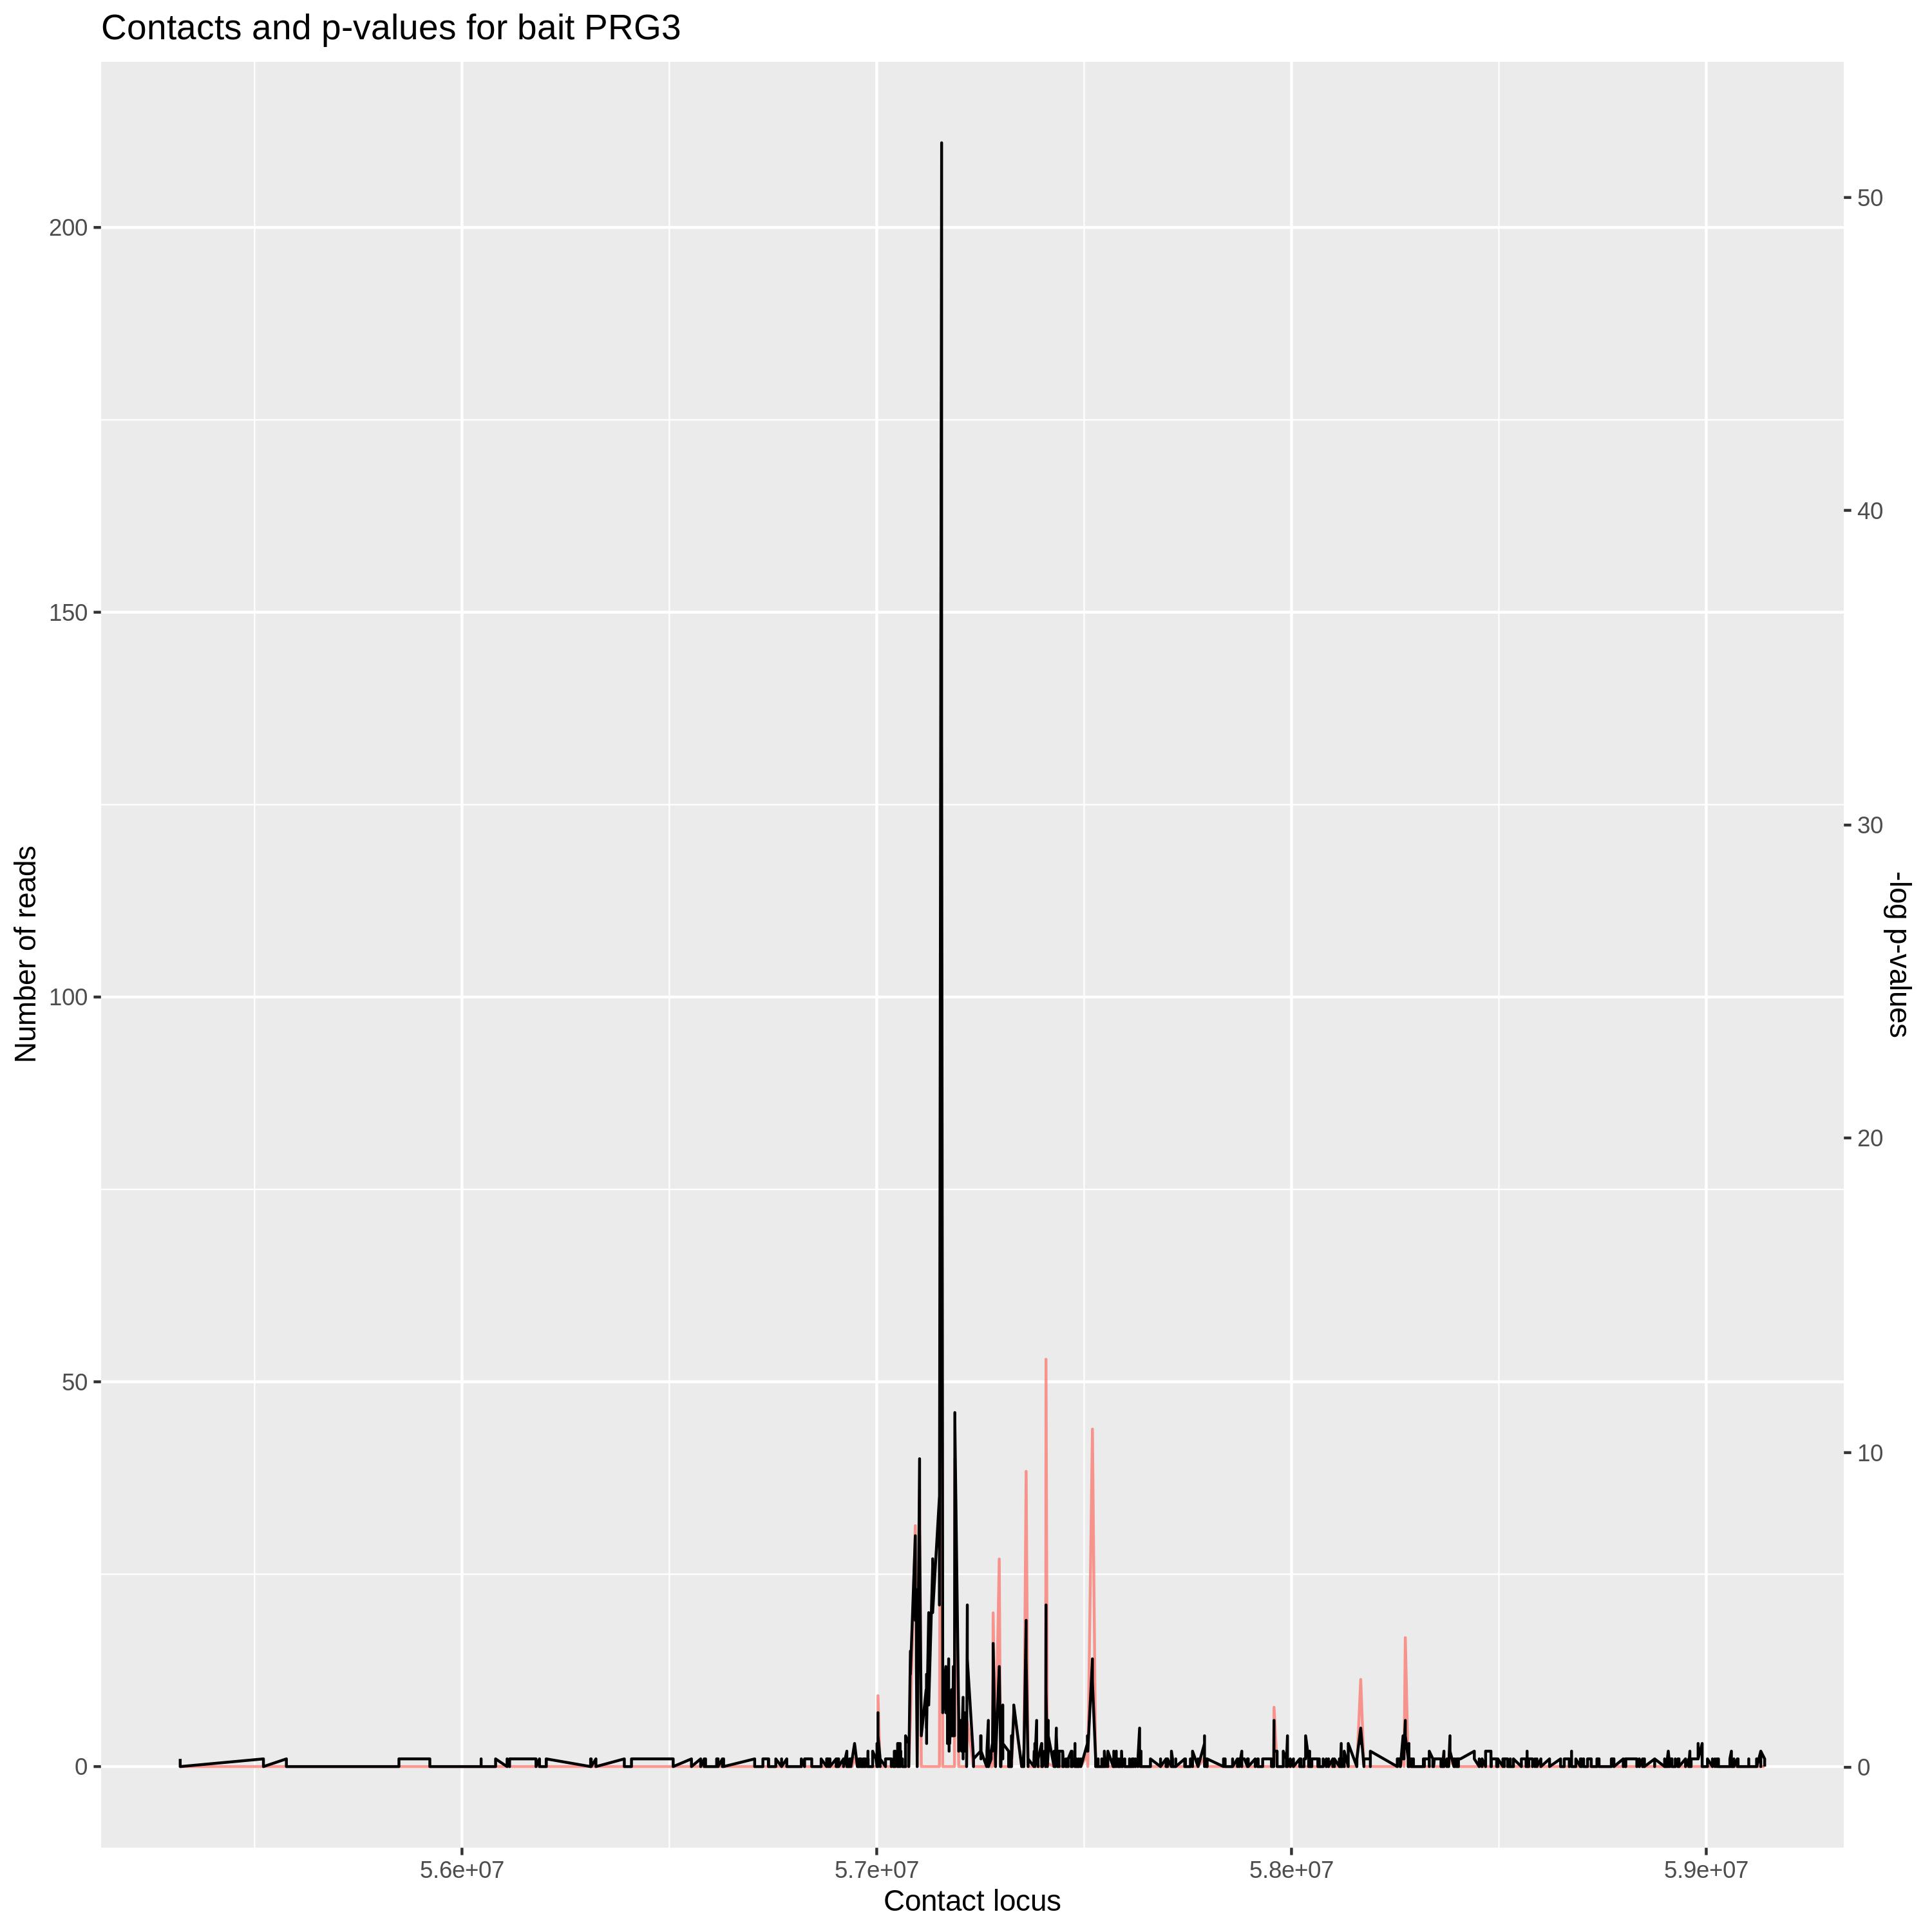 Contacts and p-values for bait PRG3
200
150
100
50
0
Number of reads
50
40
30
20
10
0
-log p-values
5.6e+07
5.7e+07
5.8e+07
5.9e+07
Contact locus